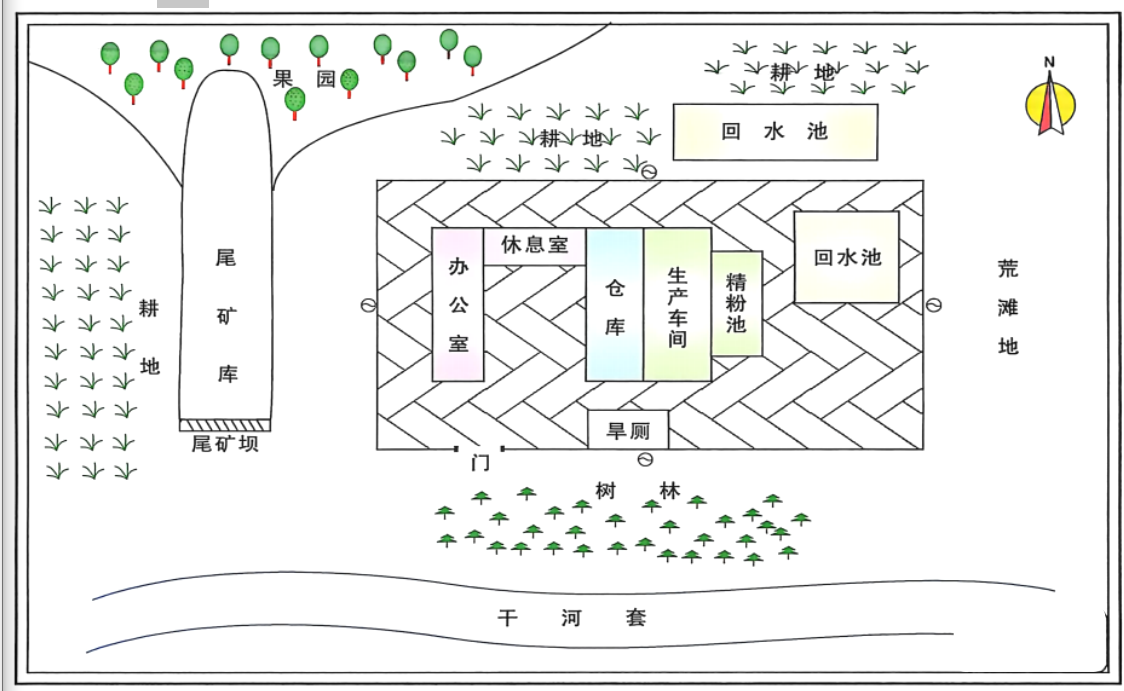 N
果园
耕地
耕地
回水池
休息室
办公室
仓库
生产车间
精粉池
回水池
尾矿库
耕地
荒滩地
旱厕
尾矿坝
门
树林
干河套